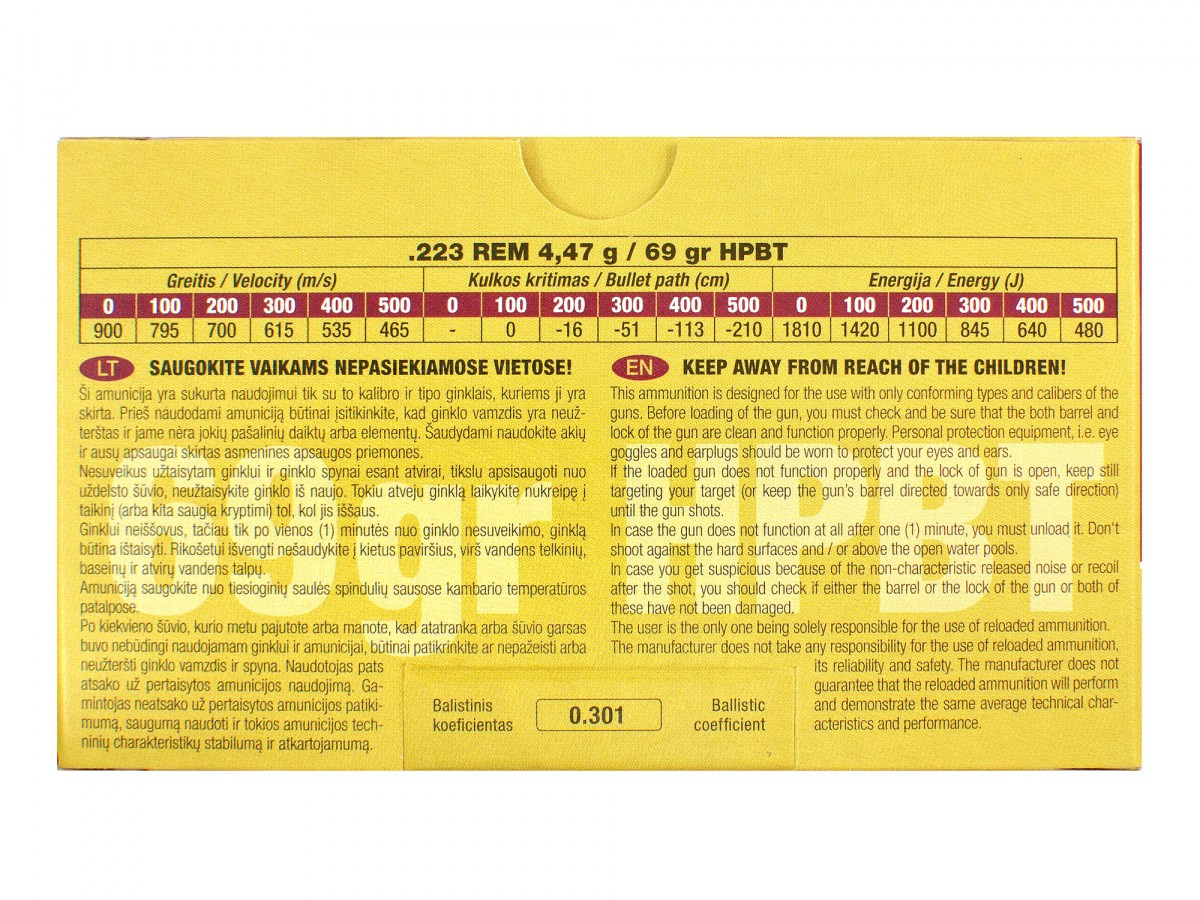 .223 REM 4,47 g / 69 gr HPBT
Greitis / Velocity (m/s) Kulkos kritimas / Bullet path (cm) Energija / Energy (J)
0 100 200 300 400 500 0 100 200 300 400 500 0 100 200 300 400 500
900 795 700 615 535 465 - 0 -16 -51 -113 -210 1810 1420 1100 845 640 480
LT SAUGOKITE VAIKAMS NEPASIEKIAMOSE VIETOSE!
Ši amunicija yra sukurta naudojimui tik su to kalibro ir tipo ginklais, kuriems ji yra
skirta. Prieš naudodami amuniciją būtinai įsitikinkite, kad ginklo vamzdis yra neuž-
terštas ir jame nėra jokių pašalinių daiktų arba elementų. Šaudydami naudokite akių
ir ausų apsaugai skirtas asmenines apsaugos priemones.
Nesuveikus užtaisytam ginklui ir ginklo spynai esant atvirai, tikslu apsisaugoti nuo
uždelsto šūvio, neužtaisykite ginklo iš naujo. Tokiu atveju ginklą laikykite nukreipę į
taikinį (arba kita saugia kryptimi) tol, kol jis iššaus.
Ginklui neiššovus, tačiau tik po vienos (1) minutės nuo ginklo nesuveikimo, ginklą
būtina ištaisyti. Rikošetui išvengti nešaudykite į kietus paviršius, virš vandens telkinių,
baseinų ir atvirų vandens talpų.
Amuniciją saugokite nuo tiesioginių saulės spindulių sausose kambario temperatūros
patalpose.
Po kiekvieno šūvio, kurio metu pajutote arba manote, kad atatranka arba šūvio garsas
buvo nebūdingi naudojamam ginklui ir amunicijai, būtinai patikrinkite ar nepažeisti arba
neužteršti ginklo vamzdis ir spyna. Naudotojas pats
atsako už pertaisytos amunicijos naudojimą. Ga-
mintojas neatsako už pertaisytos amunicijos patiki-
mumą, saugumą naudoti ir tokios amunicijos tech-
ninių charakteristikų stabilumą ir atkartojamumą.
EN KEEP AWAY FROM REACH OF THE CHILDREN!
This ammunition is designed for the use with only conforming types and calibers of the
guns. Before loading of the gun, you must check and be sure that the both barrel and
lock of the gun are clean and function properly. Personal protection equipment, i.e. eye
goggles and earplugs should be worn to protect your eyes and ears.
If the loaded gun does not function properly and the lock of gun is open, keep still
targeting your target (or keep the gun's barrel directed towards only safe direction)
until the gun shots.
In case the gun does not function at all after one (1) minute, you must unload it. Don't
shoot against the hard surfaces and / or above the open water pools.
In case you get suspicious because of the non-characteristic released noise or recoil
after the shot, you should check if either the barrel or the lock of the gun or both of
these have not been damaged.
The user is the only one being solely responsible for the use of reloaded ammunition.
The manufacturer does not take any responsibility for the use of reloaded ammunition,
its reliability and safety. The manufacturer does not
guarantee that the reloaded ammunition will perform
and demonstrate the same average technical char-
acteristics and performance.
69gr HPBT
Balistinis
koeficientas
0.301
Ballistic
coefficient